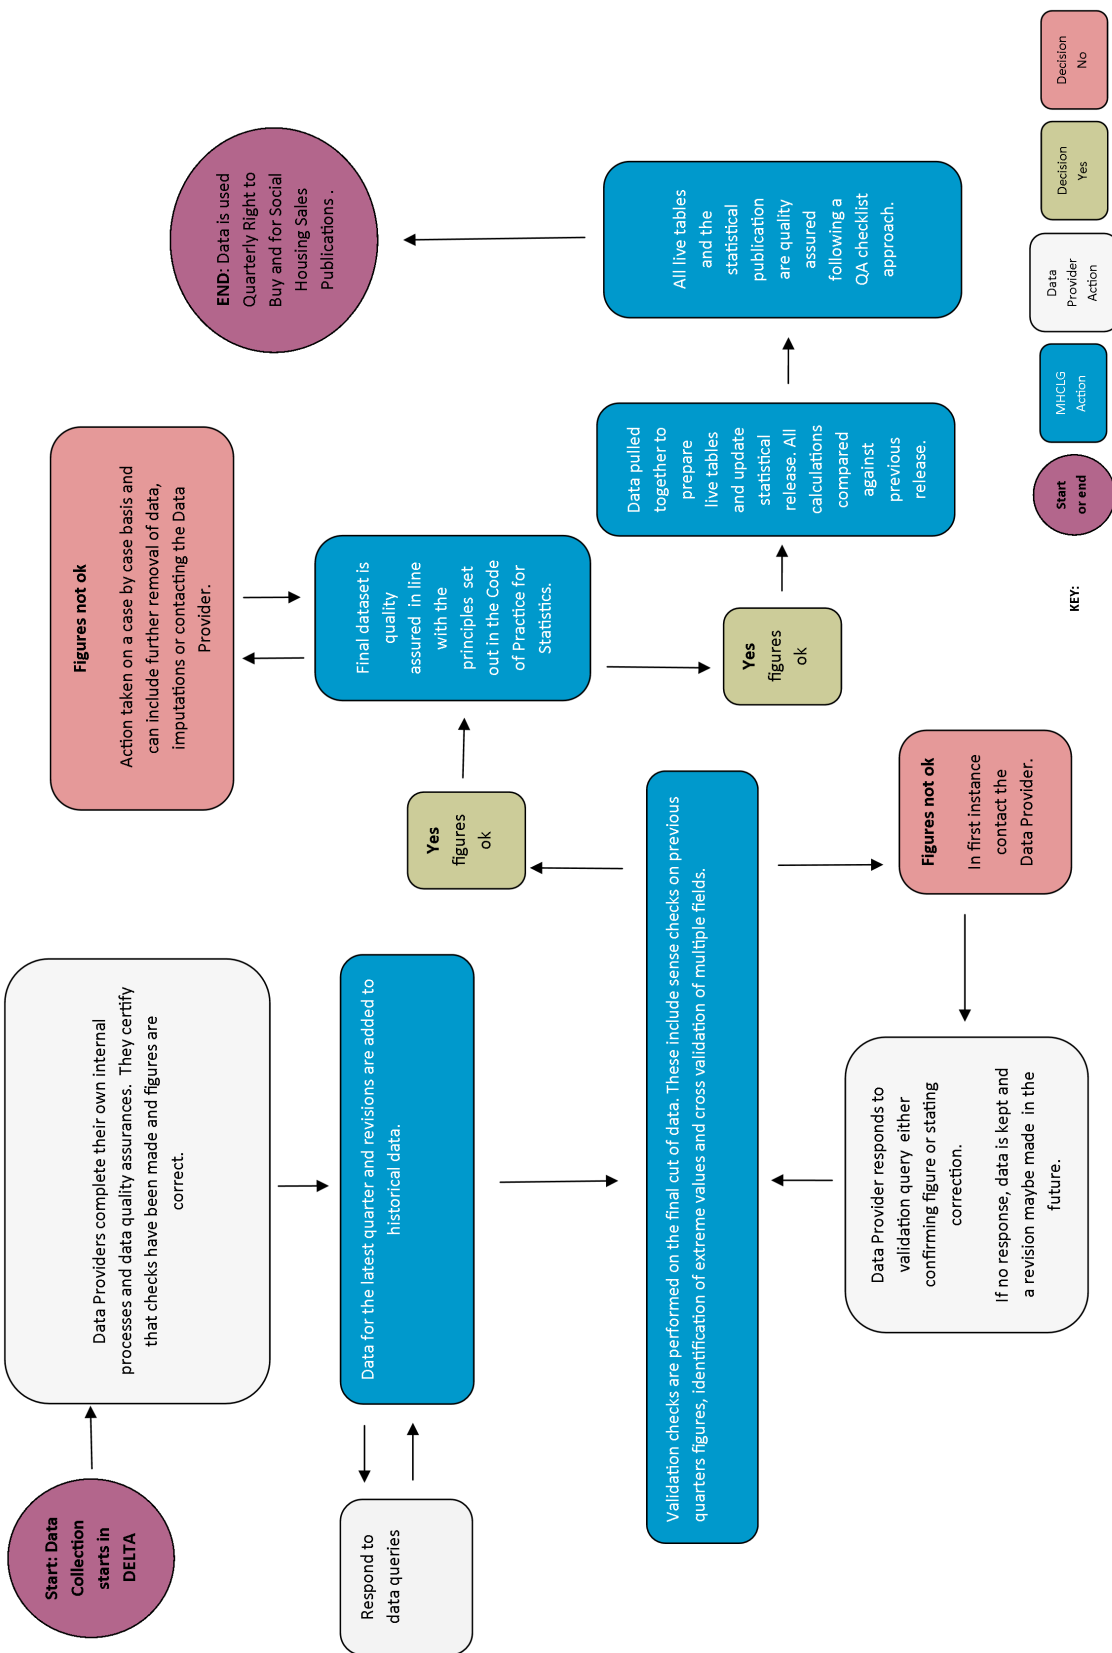 Start: Data
Collection
starts in
DELTA
Data Providers complete their own internal
processes and data quality assurances.  They certify
that checks have been made and figures are
correct.
Respond to
data queries
Data for the latest quarter and revisions are added to
historical data.
Validation checks are performed on the final cut of data. These include sense checks on previous
quarters figures, identification of extreme values and cross validation of multiple fields.
Data Provider responds to
validation query either
confirming figure or stating
correction.
If no response, data is kept and
a revision maybe made in the
future.
Figures not ok
In first instance
contact the
Data Provider.
Yes
figures
ok
Figures not ok
Action taken on a case by case basis and
can include further removal of data,
imputations or contacting the Data
Provider.
Final dataset is
quality
assured in line
with the
principles set
out in the Code
of Practice for
Statistics.
Yes
figures
ok
Data pulled
together to
prepare
live tables
and update
statistical
release. All
calculations
compared
against
previous
release.
All live tables
and the
statistical
publication
are quality
assured
following a
QA checklist
approach.
END: Data is used
Quarterly Right to
Buy and for Social
Housing Sales
Publications .
KEY:
Start
or end
MHCLG
Action
Data
Provider
Action
Decision
Yes
Decision
No